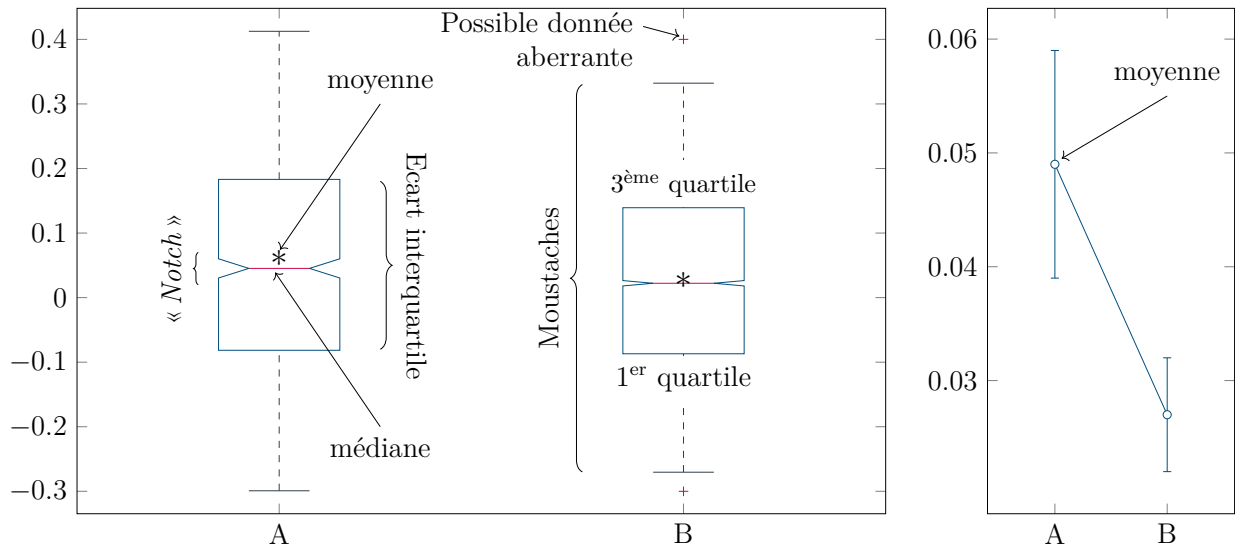 0.4
0.3
0.2
0.1
0
−0.1
−0.2
−0.3
A
B
moyenne
« Notch »
Ecart interquartile
médiane
Possible donnée
aberrante
Moustaches
3ème quartile
1er quartile
0.06
0.05
0.04
0.03
A
B
moyenne